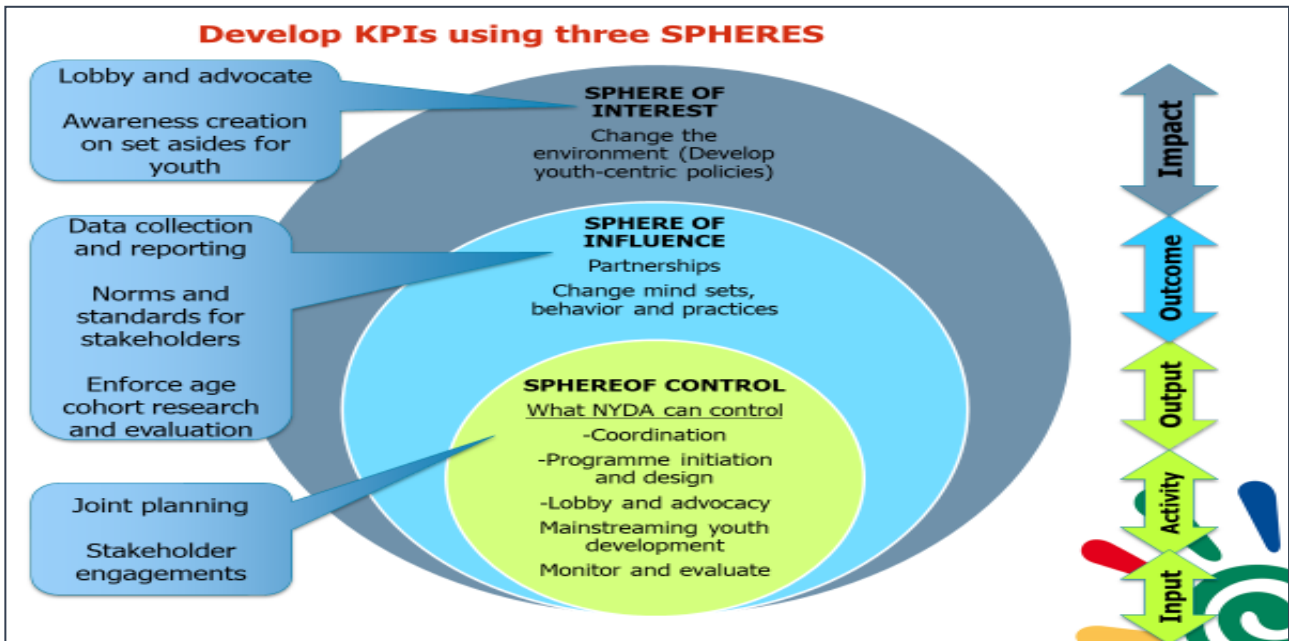 Develop KPIs using three SPHERES
Lobby and advocate
Awareness creation
on set asides for
youth
Data collection
and reporting
Norms and
standards for
stakeholders
Enforce age
cohort research
and evaluation
Joint planning
Stakeholder
engagements
SPHERE OF
INTEREST
Change the
environment (Develop
youth-centric policies)
SPHERE OF
INFLUENCE
Partnerships
Change mind sets,
behavior and practices
SPHEREOF CONTROL
What NYDA can control
-Coordination
-Programme initiation
and design
-Lobby and advocacy
Mainstreaming youth
development
Monitor and evaluate
Impact
Outcome
Output
Activity
Input